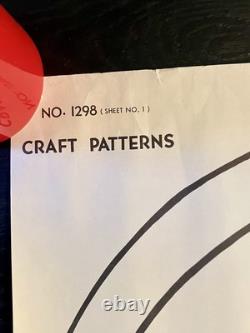 NO. 1298 (SHEET NO. 1)
CRAFT PATTERNS